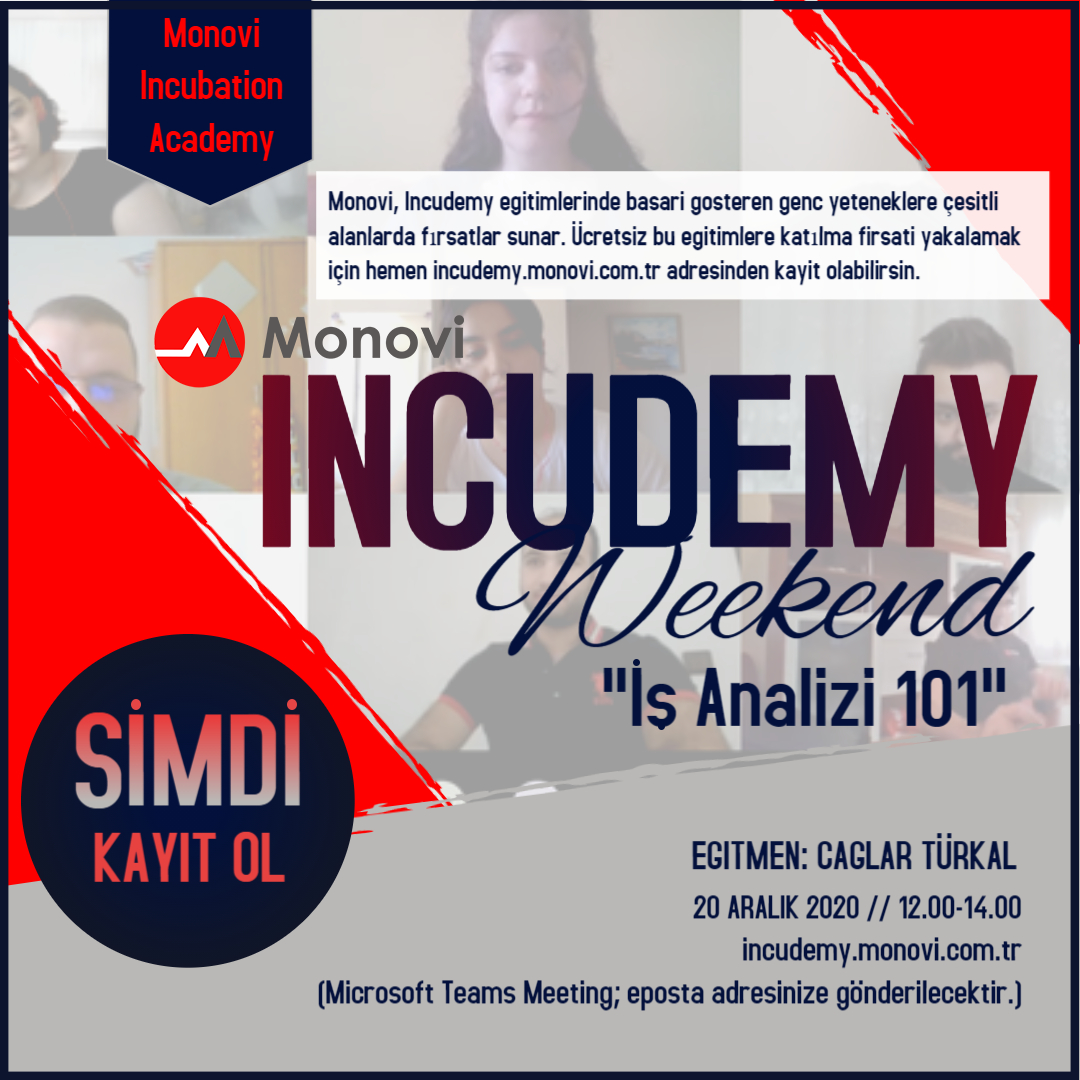 Monovi
Incubation
Academy
Monovi, Incudemy egitimlerinde basari gosteren genc yeteneklere çesitli
alanlarda fırsatlar sunar. Ücretsiz bu egitimlere katılma firsati yakalamak
için hemen incudemy.monovi.com.tr adresinden kayit olabilirsin.
Monovi
INCUDEMY
Weekend
"İş Analizi 101"
SİMDİ
KAYIT OL
EGITMEN: CAGLAR TÜRKAL
20 ARALIK 2020 // 12.00-14.00
incudemy.monovi.com.tr
(Microsoft Teams Meeting; eposta adresinize gönderilecektir.)